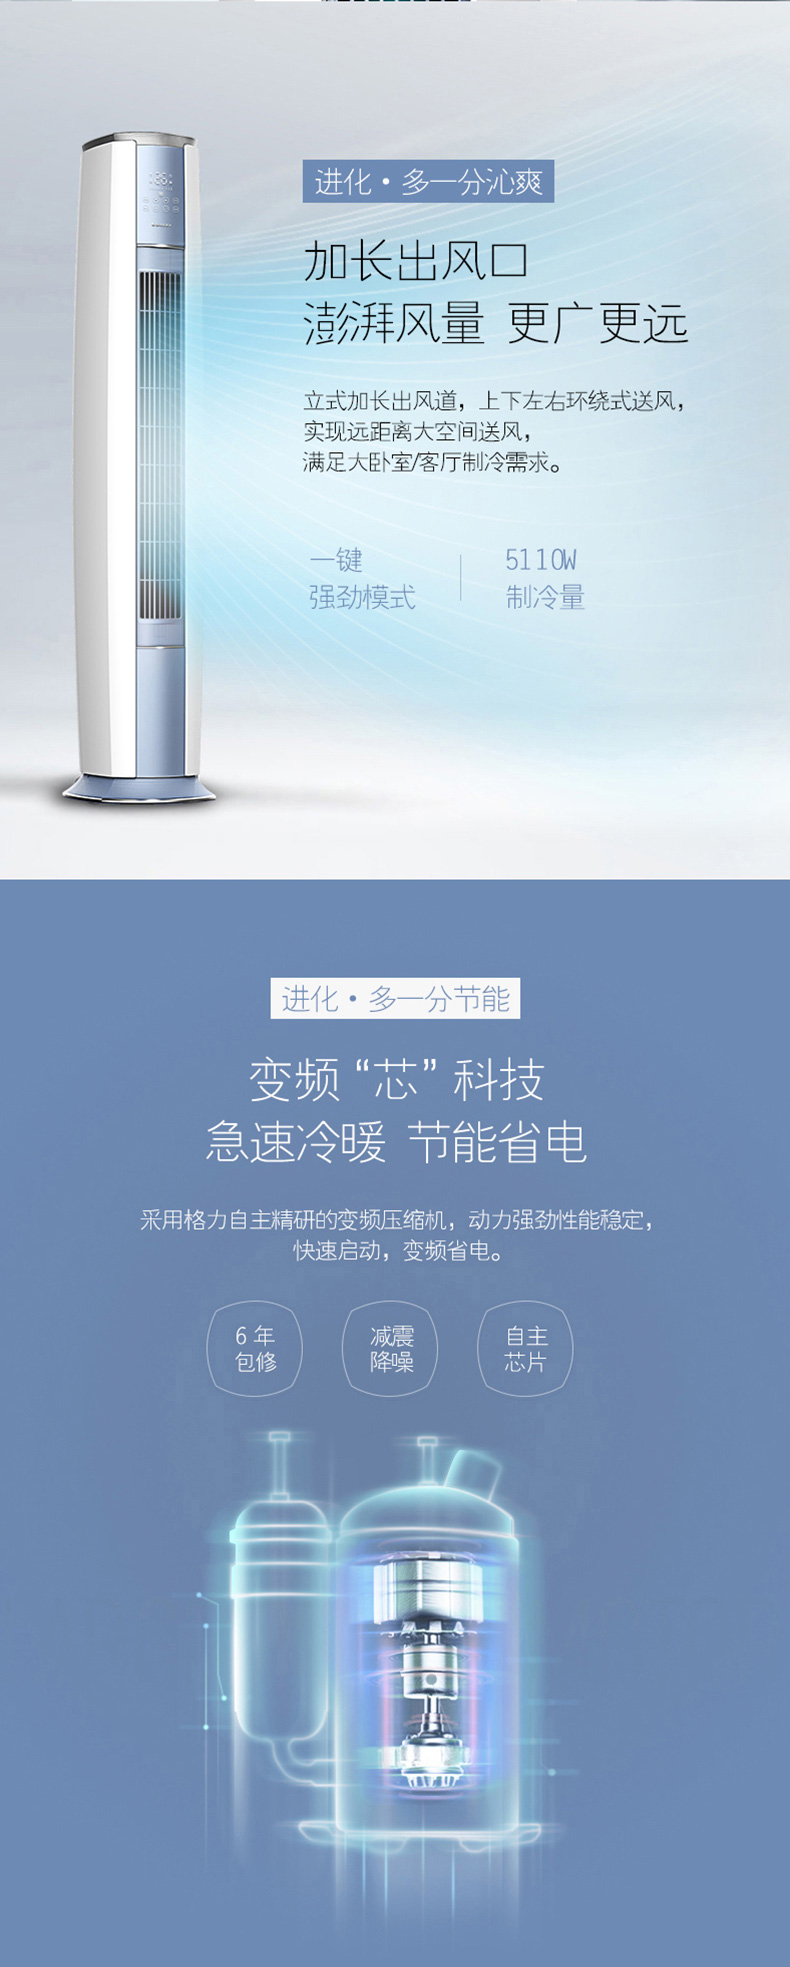 进化·多一分沁爽
加长出风口
澎湃风量 更广更远
立式加长出风道，上下左右环绕式送风，
实现远距离大空间送风，
满足大卧室/客厅制冷需求。
一键
强劲模式
5110W
制冷量
进化·多一分节能
变频“芯”科技
急速冷暖 节能省电
采用格力自主精研的变频压缩机，动力强劲性能稳定，
快速启动，变频省电。
6年
包修
减震
降噪
自主
芯片